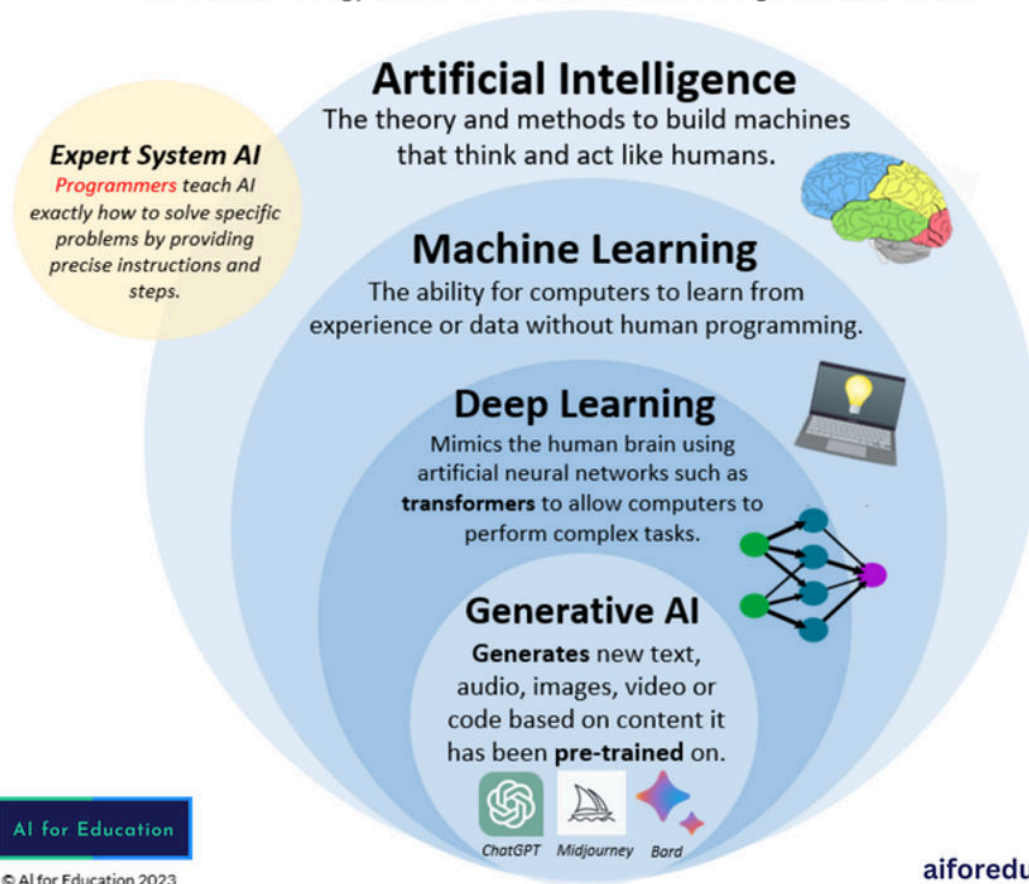 Artificial Intelligence
The theory and methods to build machines
that think and act like humans.
Expert System AI
Programmers teach AI
exactly how to solve specific
problems by providing
precise instructions and
steps.
Machine Learning
The ability for computers to learn from
experience or data without human programming.
Deep Learning
Mimics the human brain using
artificial neural networks such as
transformers to allow computers to
perform complex tasks.
Generative AI
Generates new text,
audio, images, video or
code based on content it
has been pre-trained on.
ChatGPT Midjourney Bard
AI for Education
© AI for Education 2023
aiforedu